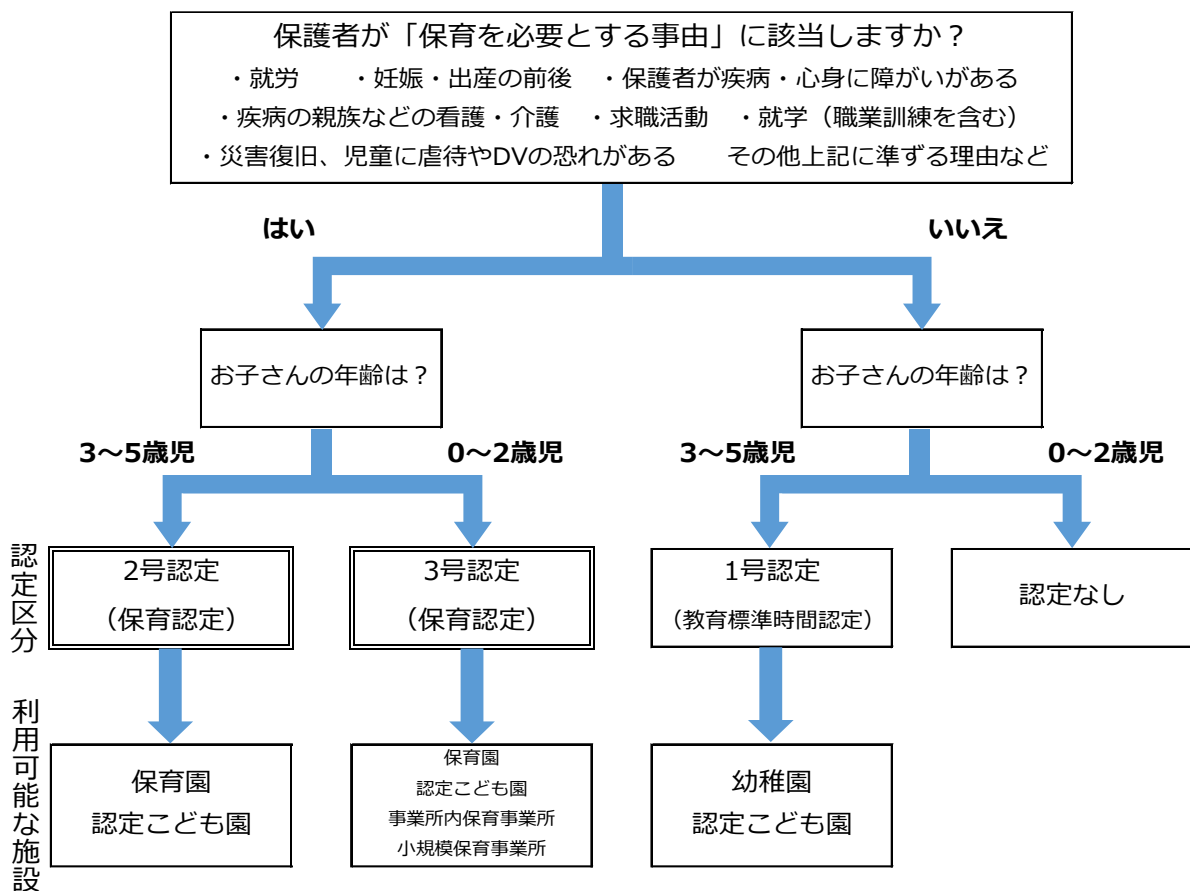 保護者が「保育を必要とする事由」に該当しますか？
・就労　・妊娠・出産の前後　・保護者が疾病・心身に障がいがある
・疾病の親族などの看護・介護　・求職活動　・就学（職業訓練を含む）
・災害復旧、児童に虐待やDVの恐れがある　その他上記に準ずる理由など
はい
いいえ
お子さんの年齢は？
お子さんの年齢は？
3～5歳児
0～2歳児
3～5歳児
0～2歳児
認定区分
2号認定
（保育認定）
3号認定
（保育認定）
1号認定
（教育標準時間認定）
認定なし
利用可能な施設
保育園
認定こども園
保育園
認定こども園
事業所内保育事業所
小規模保育事業所
幼稚園
認定こども園